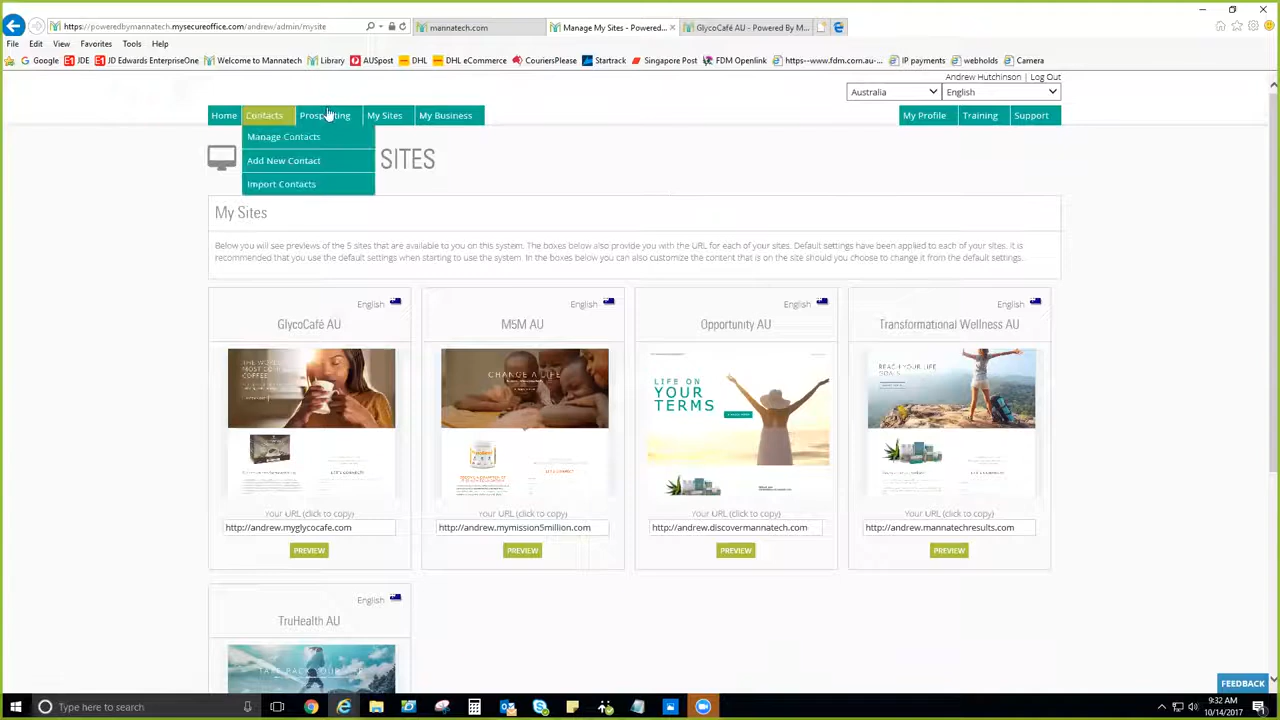 https://poweredbymannatech.mysecureoffice.com/andrew/admin/mysite
mannatech.com
Manage My Sites - Powered...
GlycoCafé AU - Powered By M...
File Edit View Favorites Tools Help
Google JDE JD Edwards EnterpriseOne Welcome to Mannatech Library AUSpost DHL DHL eCommerce CouriersPlease Startrack Singapore Post FDM Openlink https--www.fdm.com.au-... IP payments webholds Camera
Andrew Hutchinson | Log Out
Australia English
Home Contacts Prospecting My Sites My Business My Profile Training Support
Manage Contacts
Add New Contact
Import Contacts
SITES
My Sites
Below you will see previews of the 5 sites that are available to you on this system. The boxes below also provide you with the URL for each of your sites. Default settings have been applied to each of your sites. It is
recommended that you use the default settings when starting to use the system. In the boxes below you can also customize the content that is on the site should you choose to change it from the default settings.
English English English English
GlycoCafé AU M5M AU Opportunity AU Transformational Wellness AU
CHANGE A LIFE
LIFE ON
YOUR
TERMS
REACH YOUR LIFE
GOALS
Your URL (click to copy) Your URL (click to copy) Your URL (click to copy) Your URL (click to copy)
http://andrew.myglycocafe.com http://andrew.mymission5million.com http://andrew.discovermannatech.com http://andrew.mannatechresults.com
PREVIEW PREVIEW PREVIEW PREVIEW
English
TruHealth AU
FEEDBACK
Type here to search
9:32 AM
10/14/2017